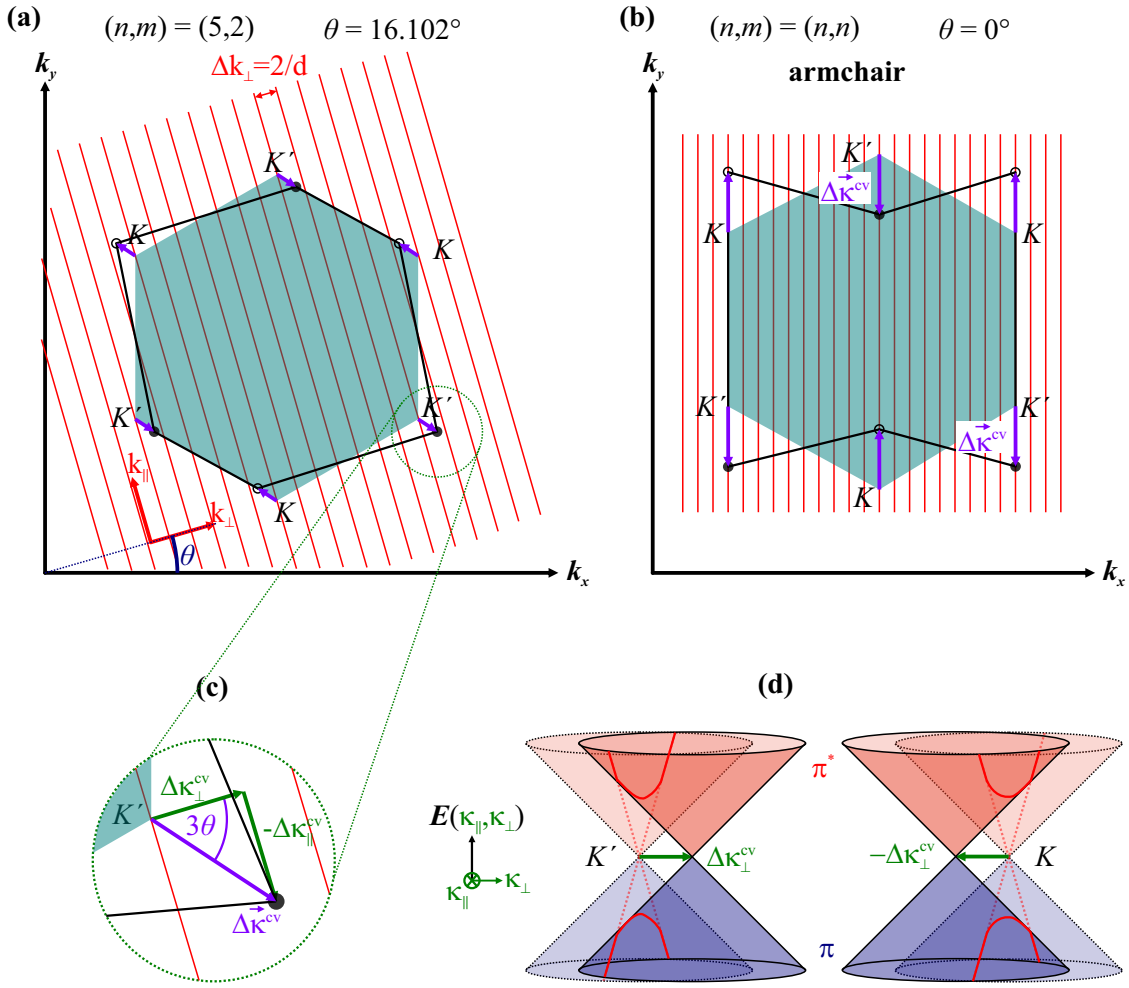 (a)
(n,m) = (5,2)
θ = 16.102°
k_y
Δk_⊥=2/d
K′
K
K
K′
K′
K
k_∥
k_⊥
θ
k_x
(b)
(n,m) = (n,n)
θ = 0°
armchair
k_y
K′
Δκ⃗^cv
K
K
K′
K′
Δκ⃗^cv
K
k_x
(c)
K′
Δκ_⊥^cv
3θ
-Δκ_∥^cv
Δκ⃗^cv
(d)
π*
E(κ_∥,κ_⊥)
κ_⊥
κ_∥
K′
Δκ_⊥^cv
−Δκ_⊥^cv
K
π